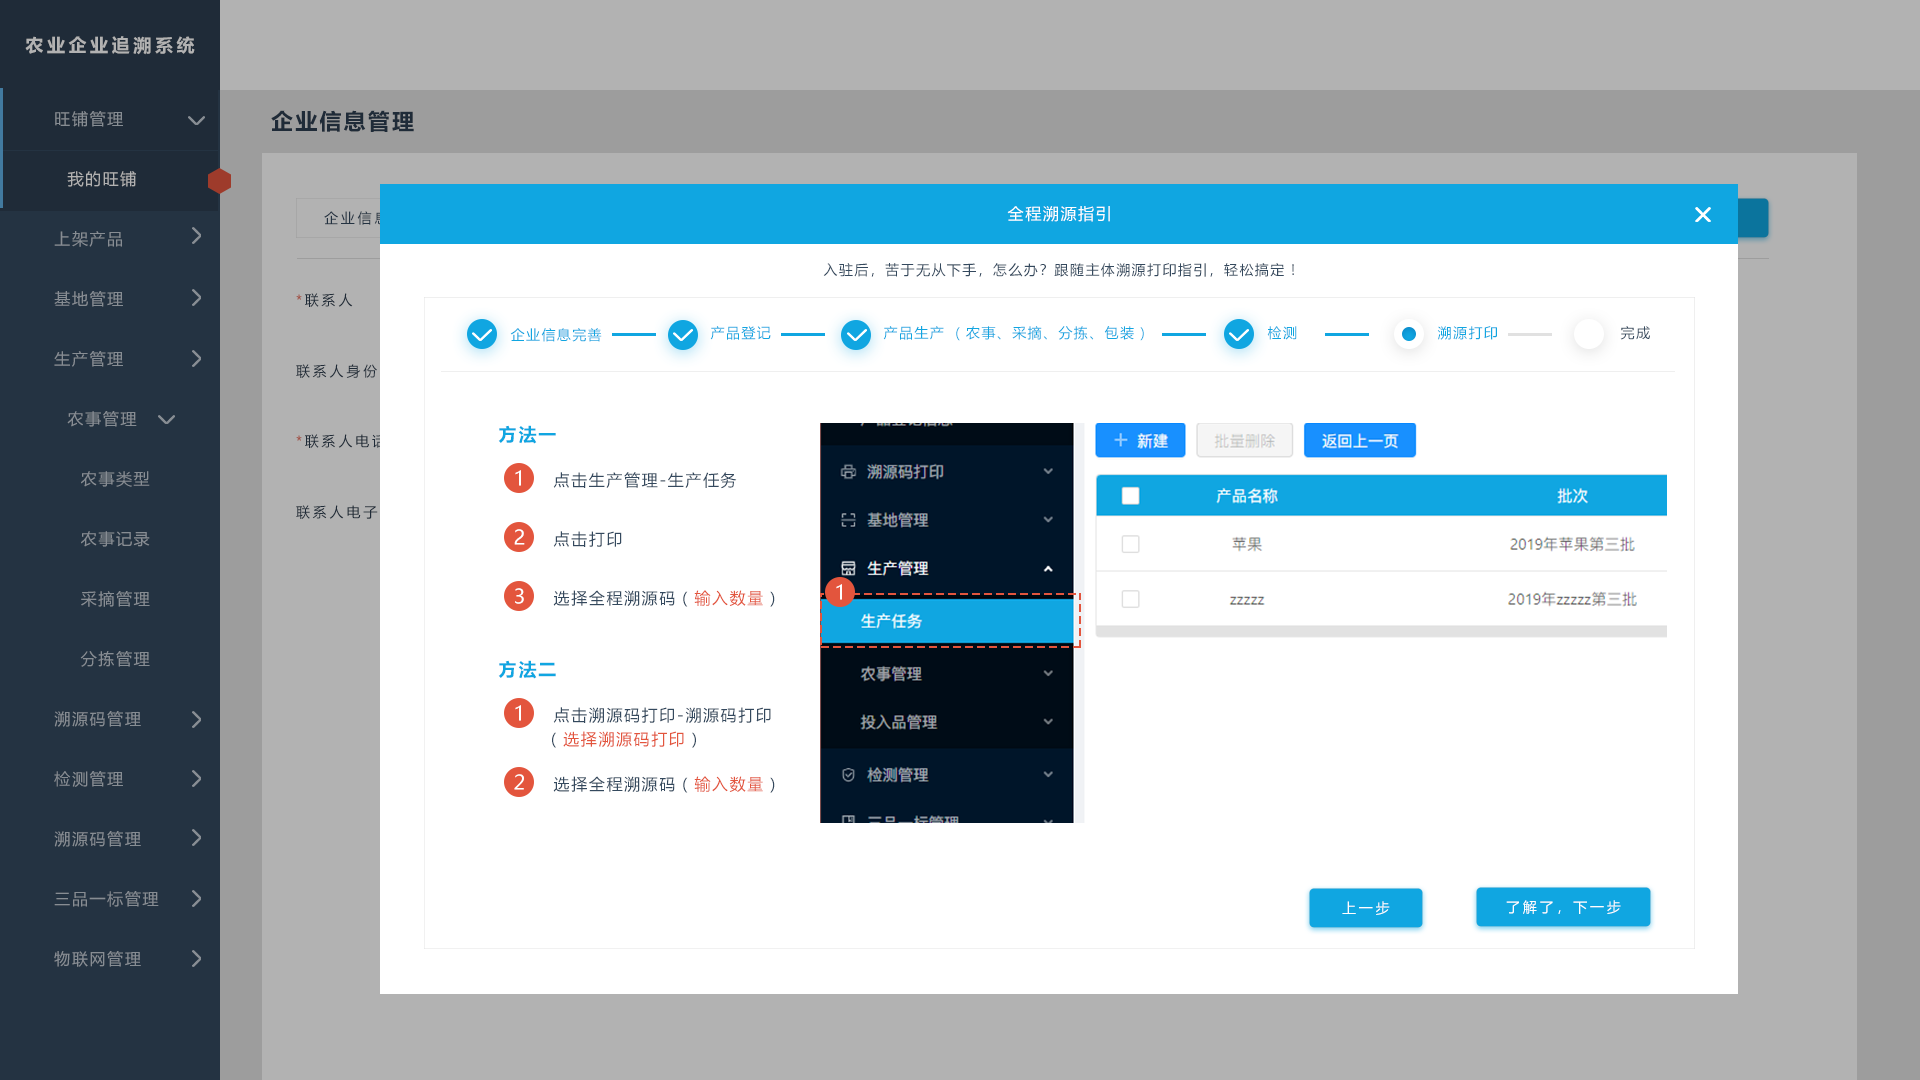 农业企业追溯系统
旺铺管理
我的旺铺
上架产品
基地管理
生产管理
农事管理
农事类型
农事记录
采摘管理
分拣管理
溯源码管理
检测管理
溯源码管理
三品一标管理
物联网管理
企业信息管理
企业信息
*联系人
联系人身份
*联系人电话
联系人电子
全程溯源指引
入驻后，苦于无从下手，怎么办？跟随主体溯源打印指引，轻松搞定！
企业信息完善
产品登记
产品生产（农事、采摘、分拣、包装）
检测
溯源打印
完成
方法一
1 点击生产管理-生产任务
2 点击打印
3 选择全程溯源码（输入数量）
方法二
1 点击溯源码打印-溯源码打印
（选择溯源码打印）
2 选择全程溯源码（输入数量）
产品登记信息
溯源码打印
基地管理
生产管理
1
生产任务
农事管理
投入品管理
检测管理
三品一标管理
新建 批量删除 返回上一页
产品名称 批次
苹果 2019年苹果第三批
zzzzz 2019年zzzzz第三批
上一步
了解了，下一步